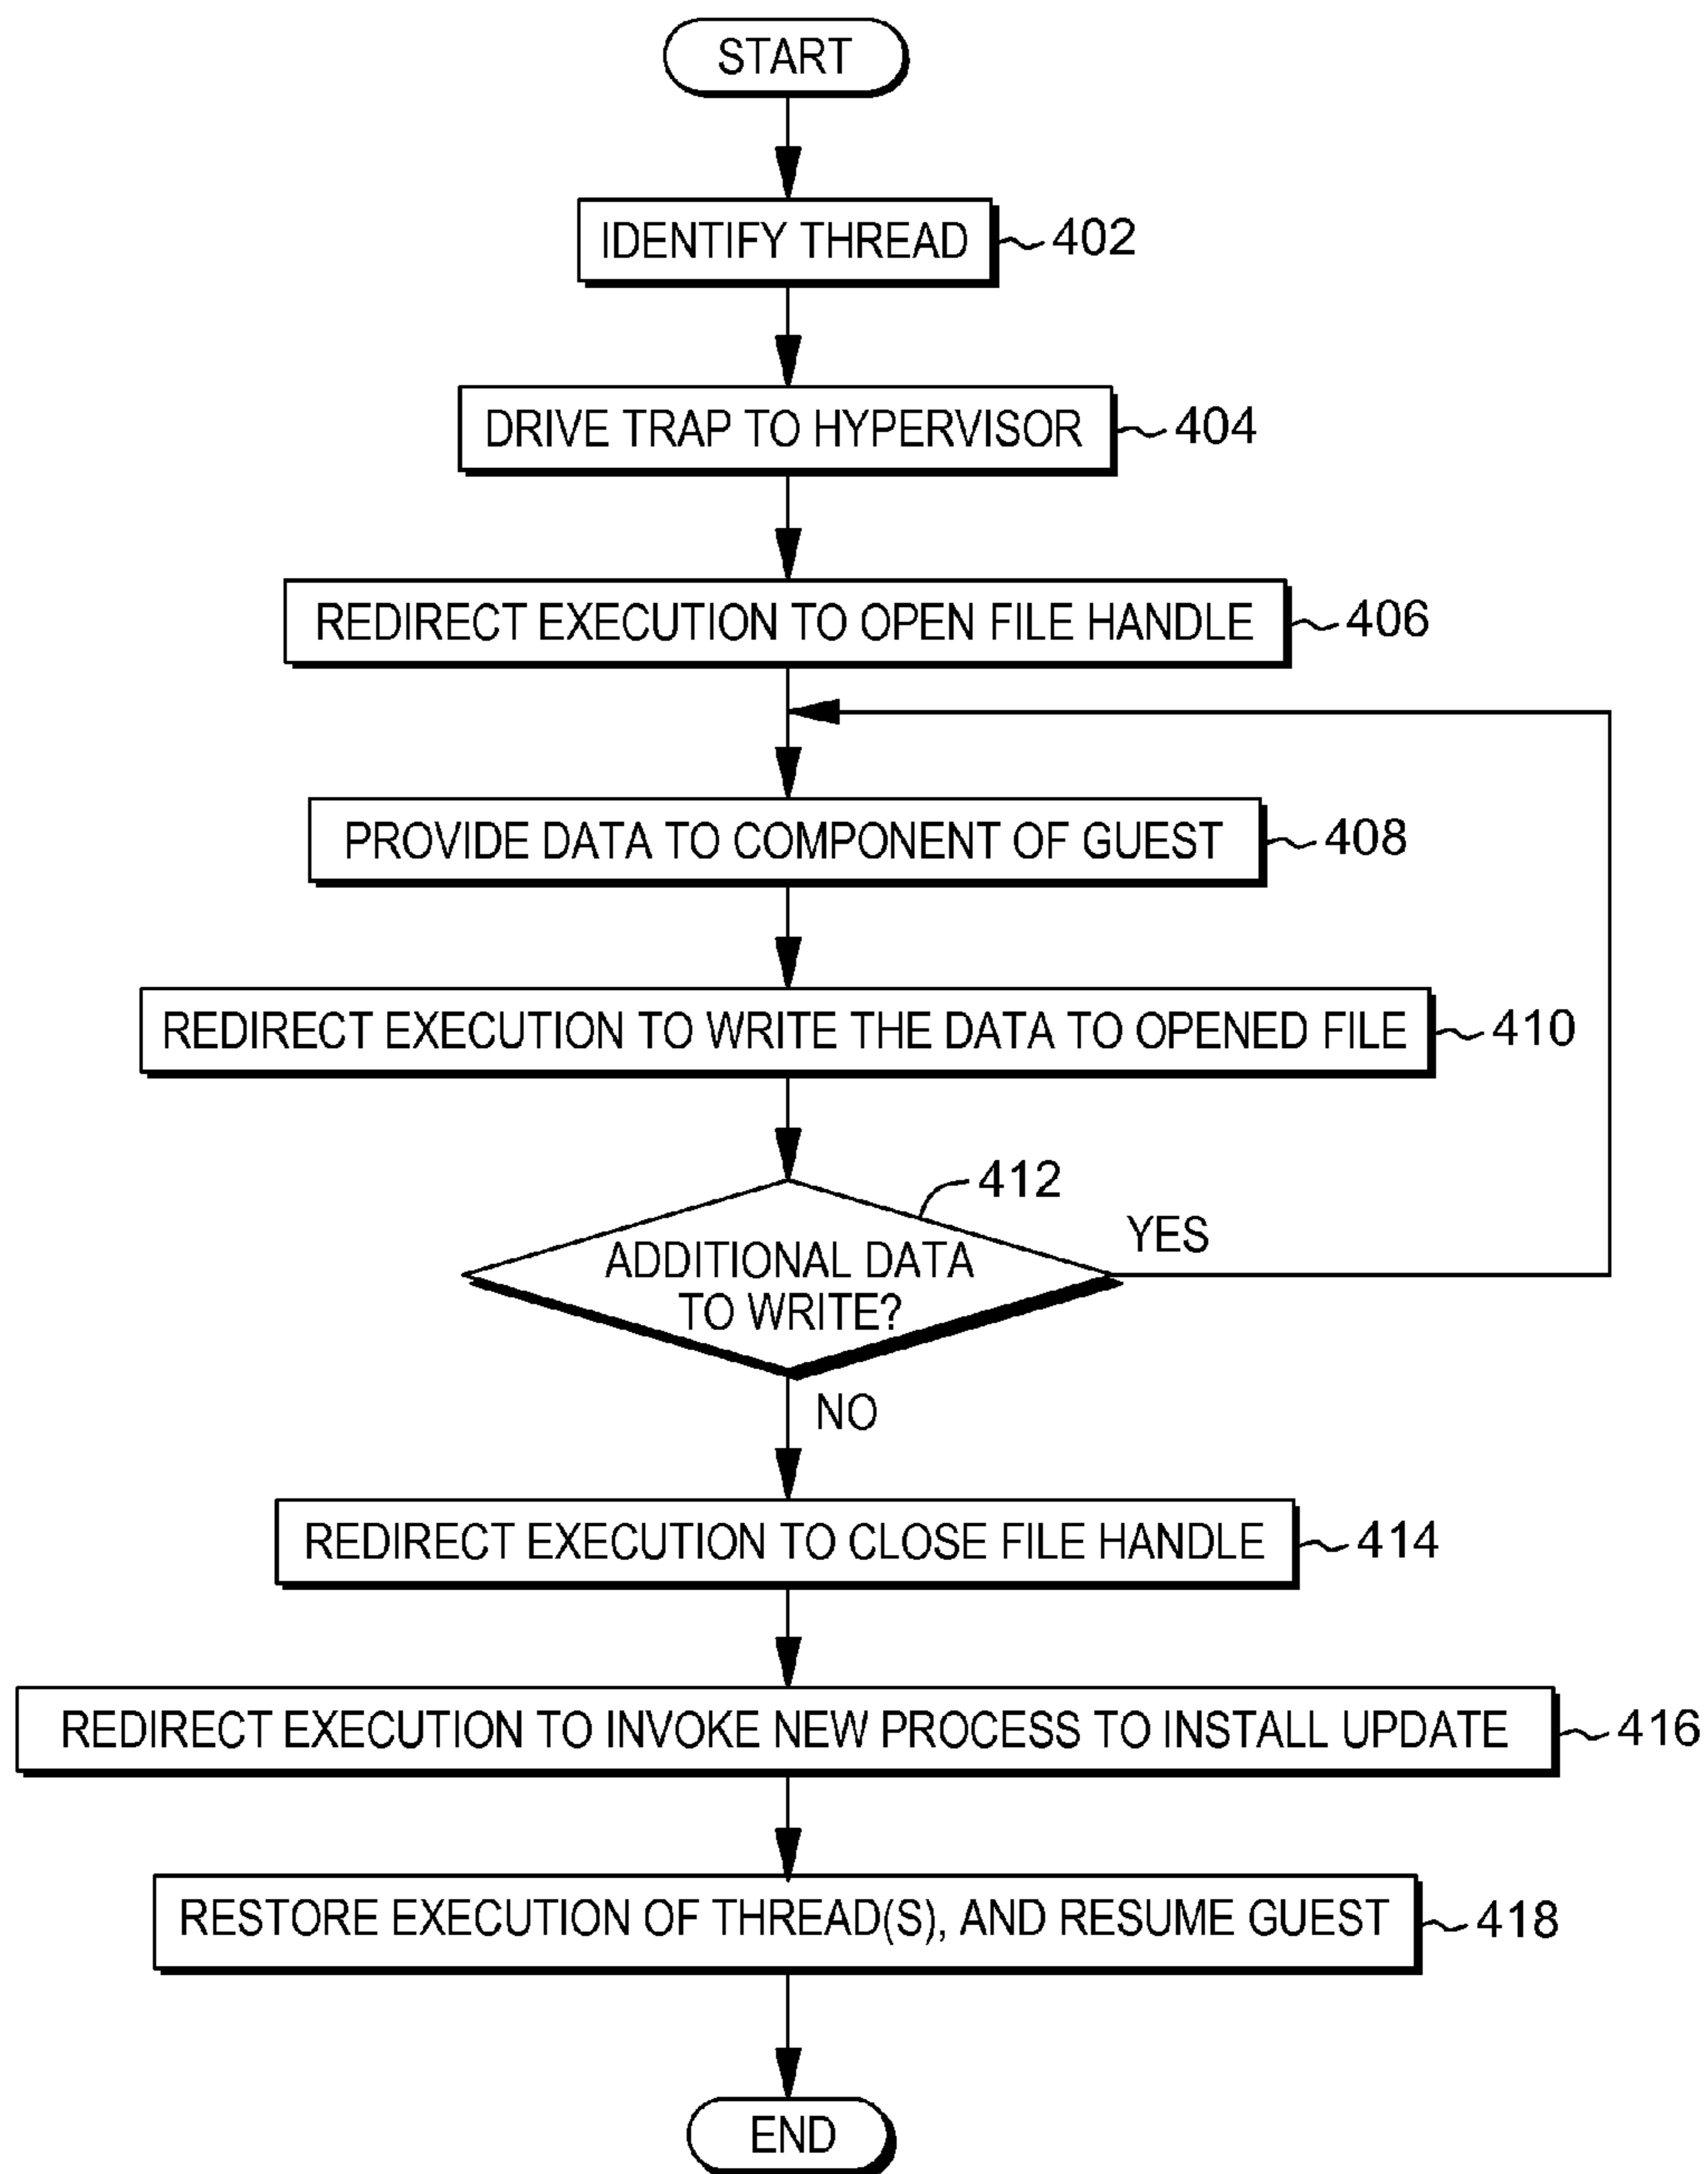 START
IDENTIFY THREAD
402
DRIVE TRAP TO HYPERVISOR
404
REDIRECT EXECUTION TO OPEN FILE HANDLE
406
PROVIDE DATA TO COMPONENT OF GUEST
408
REDIRECT EXECUTION TO WRITE THE DATA TO OPENED FILE
410
412
ADDITIONAL DATA
TO WRITE?
YES
NO
REDIRECT EXECUTION TO CLOSE FILE HANDLE
414
REDIRECT EXECUTION TO INVOKE NEW PROCESS TO INSTALL UPDATE
416
RESTORE EXECUTION OF THREAD(S), AND RESUME GUEST
418
END